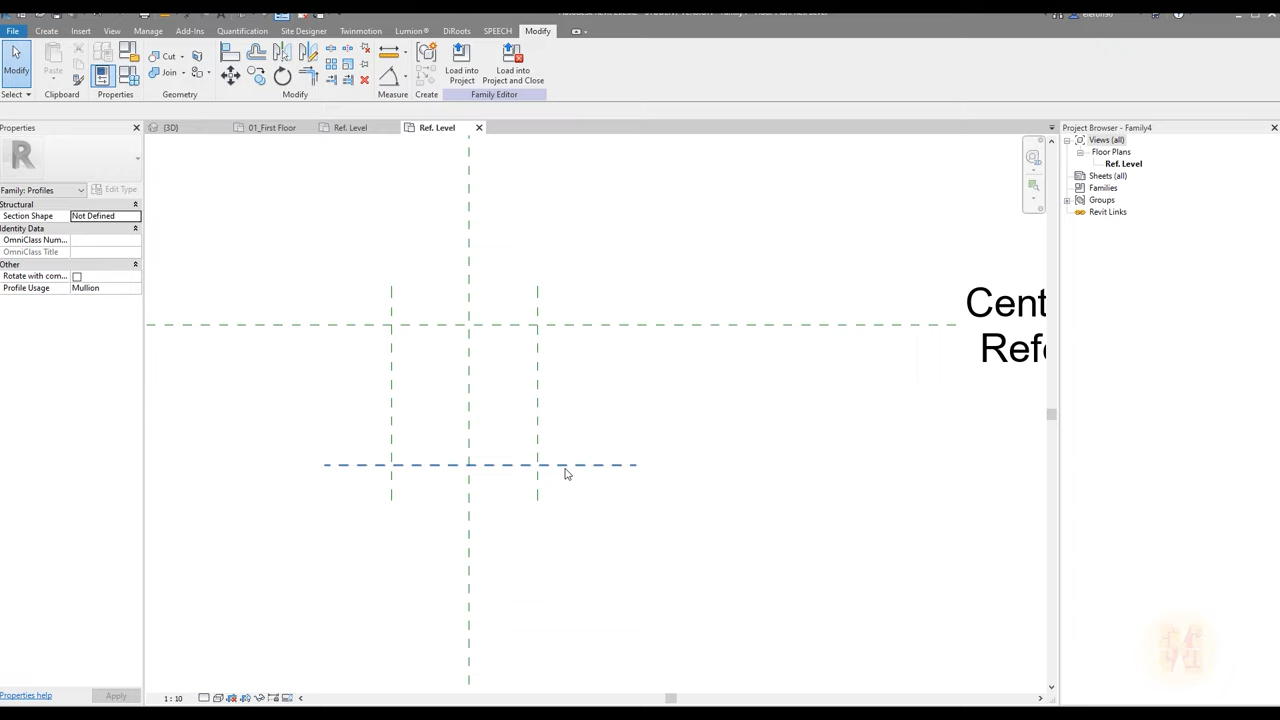 File Create Insert View Manage Add-Ins Quantification Site Designer Twinmotion Lumion® DiRoots SPEECH Modify
Modify Paste Cut Join Load into Project Load into Project and Close
Select Clipboard Properties Geometry Modify Measure Create Family Editor
Properties {3D} 01_First Floor Ref. Level Ref. Level Project Browser - Family4
Views (all)
Floor Plans
Ref. Level
Sheets (all)
Families
Groups
Revit Links
R
Family: Profiles Edit Type
Structural
Section Shape Not Defined
Identity Data
OmniClass Num...
OmniClass Title
Other
Rotate with com...
Profile Usage Mullion
Cent
Refe
Properties help Apply 1 : 10